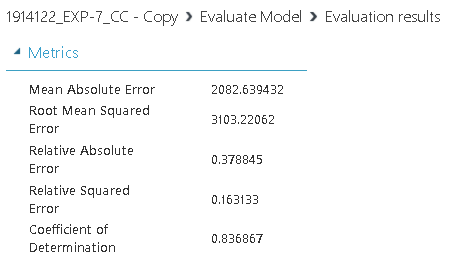 1914122_EXP-7_CC - Copy > Evaluate Model > Evaluation results
Metrics
Mean Absolute Error 2082.639432
Root Mean Squared
Error 3103.22062
Relative Absolute
Error 0.378845
Relative Squared
Error 0.163133
Coefficient of
Determination 0.836867